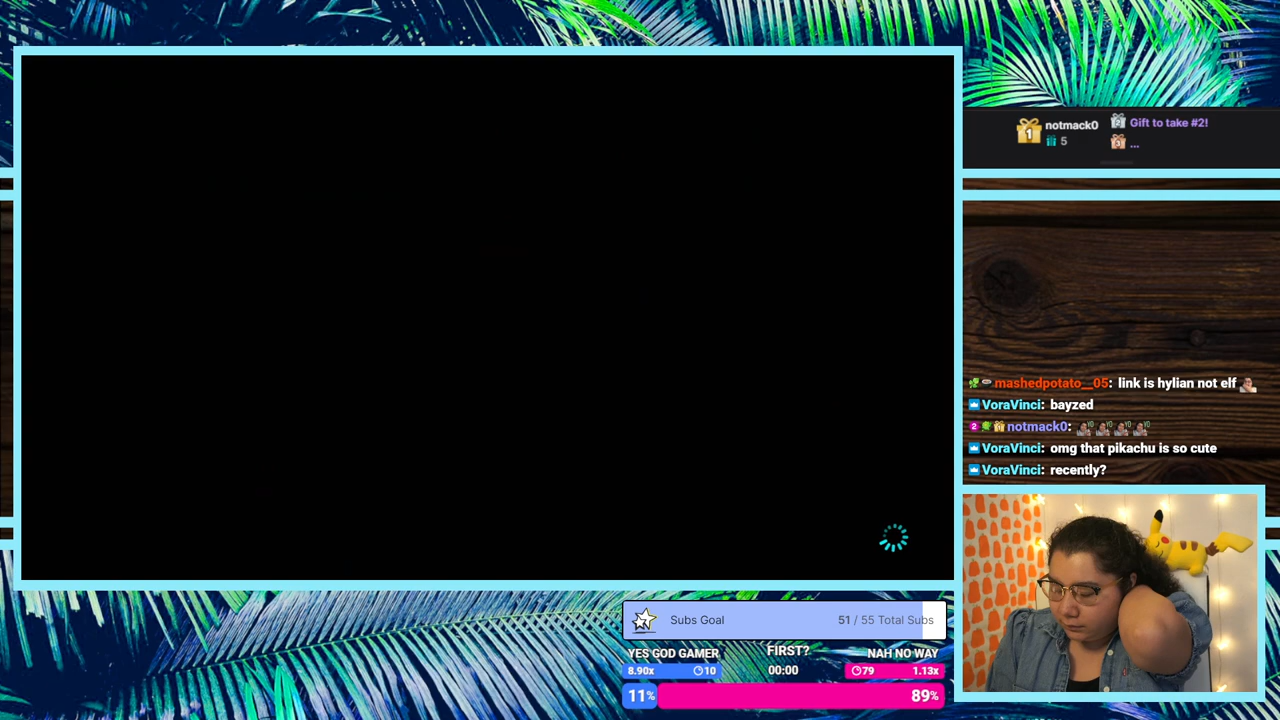 notmack0
5
Gift to take #2!
...
mashedpotato__05: link is hylian not elf
VoraVinci: bayzed
notmack0:
VoraVinci: omg that pikachu is so cute
VoraVinci: recently?
Subs Goal
51 / 55 Total Subs
YES GOD GAMER
FIRST?
NAH NO WAY
8.90x
10
00:00
79
1.13x
11%
89%